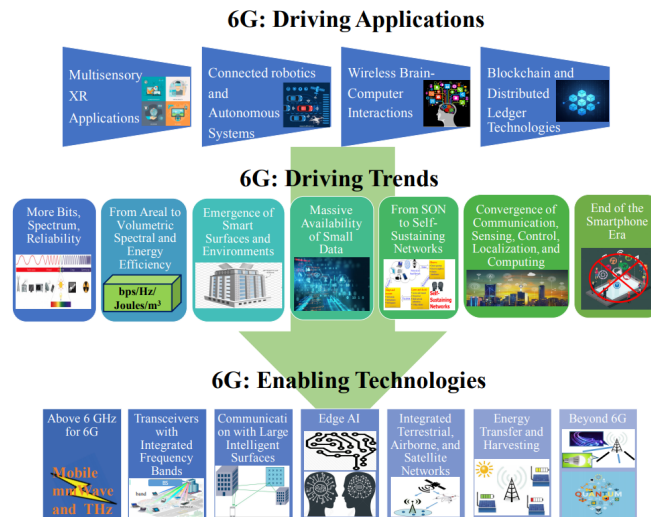 6G: Driving Applications
Multisensory
XR
Applications
Connected robotics
and
Autonomous
Systems
Wireless Brain-
Computer
Interactions
Blockchain and
Distributed
Ledger
Technologies
6G: Driving Trends
More Bits,
Spectrum,
Reliability
From Areal to
Volumetric
Spectral and
Energy
Efficiency
bps/Hz/
Joules/m³
Emergence of
Smart
Surfaces and
Environments
Massive
Availability
of Small
Data
From SON
to Self-
Sustaining
Networks
Self-
Sustaining
Networks
Convergence of
Communication,
Sensing, Control,
Localization, and
Computing
End of the
Smartphone
Era
6G: Enabling Technologies
Above 6 GHz
for 6G
Mobile
mmWave
and THz
Transceivers
with
Integrated
Frequency
Bands
band
Communicati
on with Large
Intelligent
Surfaces
Edge AI
Integrated
Terrestrial,
Airborne, and
Satellite
Networks
Energy
Transfer and
Harvesting
Beyond 6G
QUANTUM